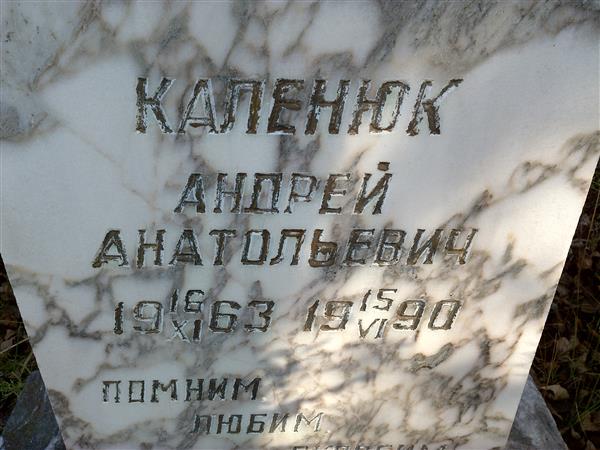 КАЛЕНЮК
АНДРЕЙ
АНАТОЛЬЕВИЧ
19 16/XI 63 19 15/VI 90
ПОМНИМ
ЛЮБИМ